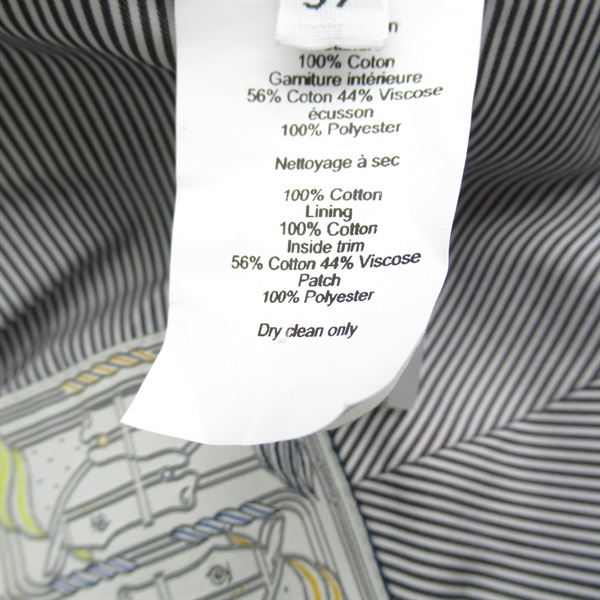 100% Coton
Garniture intérieure
56% Coton 44% Viscose
écusson
100% Polyester
Nettoyage à sec
100% Cotton
Lining
100% Cotton
Inside trim
56% Cotton 44% Viscose
Patch
100% Polyester
Dry clean only